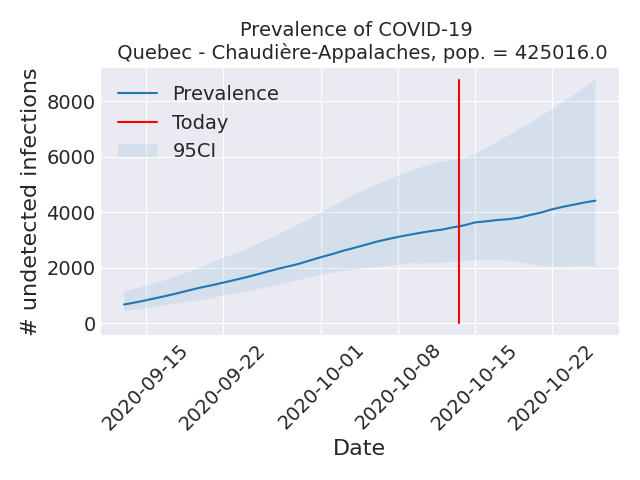 Prevalence of COVID-19
Quebec - Chaudière-Appalaches, pop. = 425016.0
# undetected infections
8000
6000
4000
2000
0
Prevalence
Today
95CI
2020-09-15
2020-09-22
2020-10-01
2020-10-08
2020-10-15
2020-10-22
Date